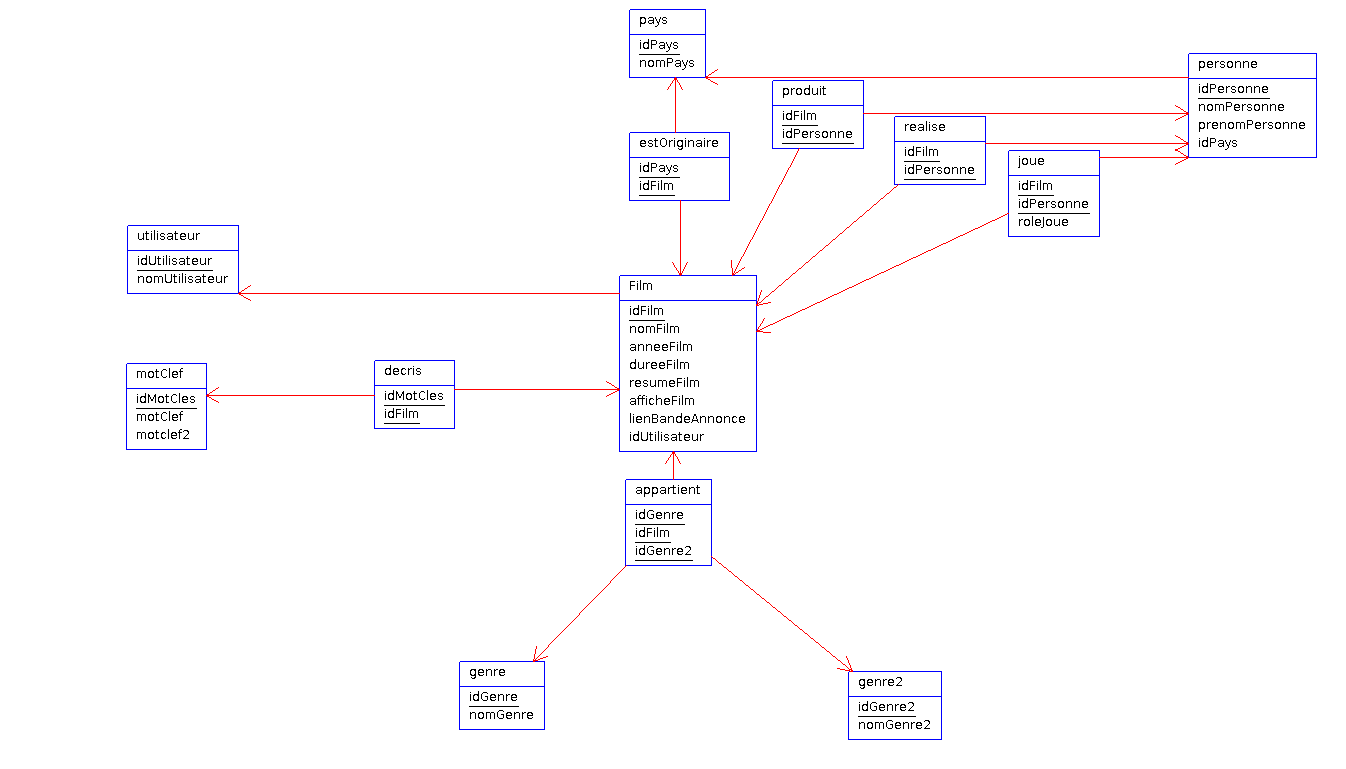 pays
idPays
nomPays
personne
idPersonne
nomPersonne
prenomPersonne
idPays
produit
idFilm
idPersonne
realise
idFilm
idPersonne
joue
idFilm
idPersonne
roleJoue
estOriginaire
idPays
idFilm
utilisateur
idUtilisateur
nomUtilisateur
Film
idFilm
nomFilm
anneeFilm
dureeFilm
resumeFilm
afficheFilm
lienBandeAnnonce
idUtilisateur
motClef
idMotCles
motClef
motclef2
decris
idMotCles
idFilm
appartient
idGenre
idFilm
idGenre2
genre
idGenre
nomGenre
genre2
idGenre2
nomGenre2